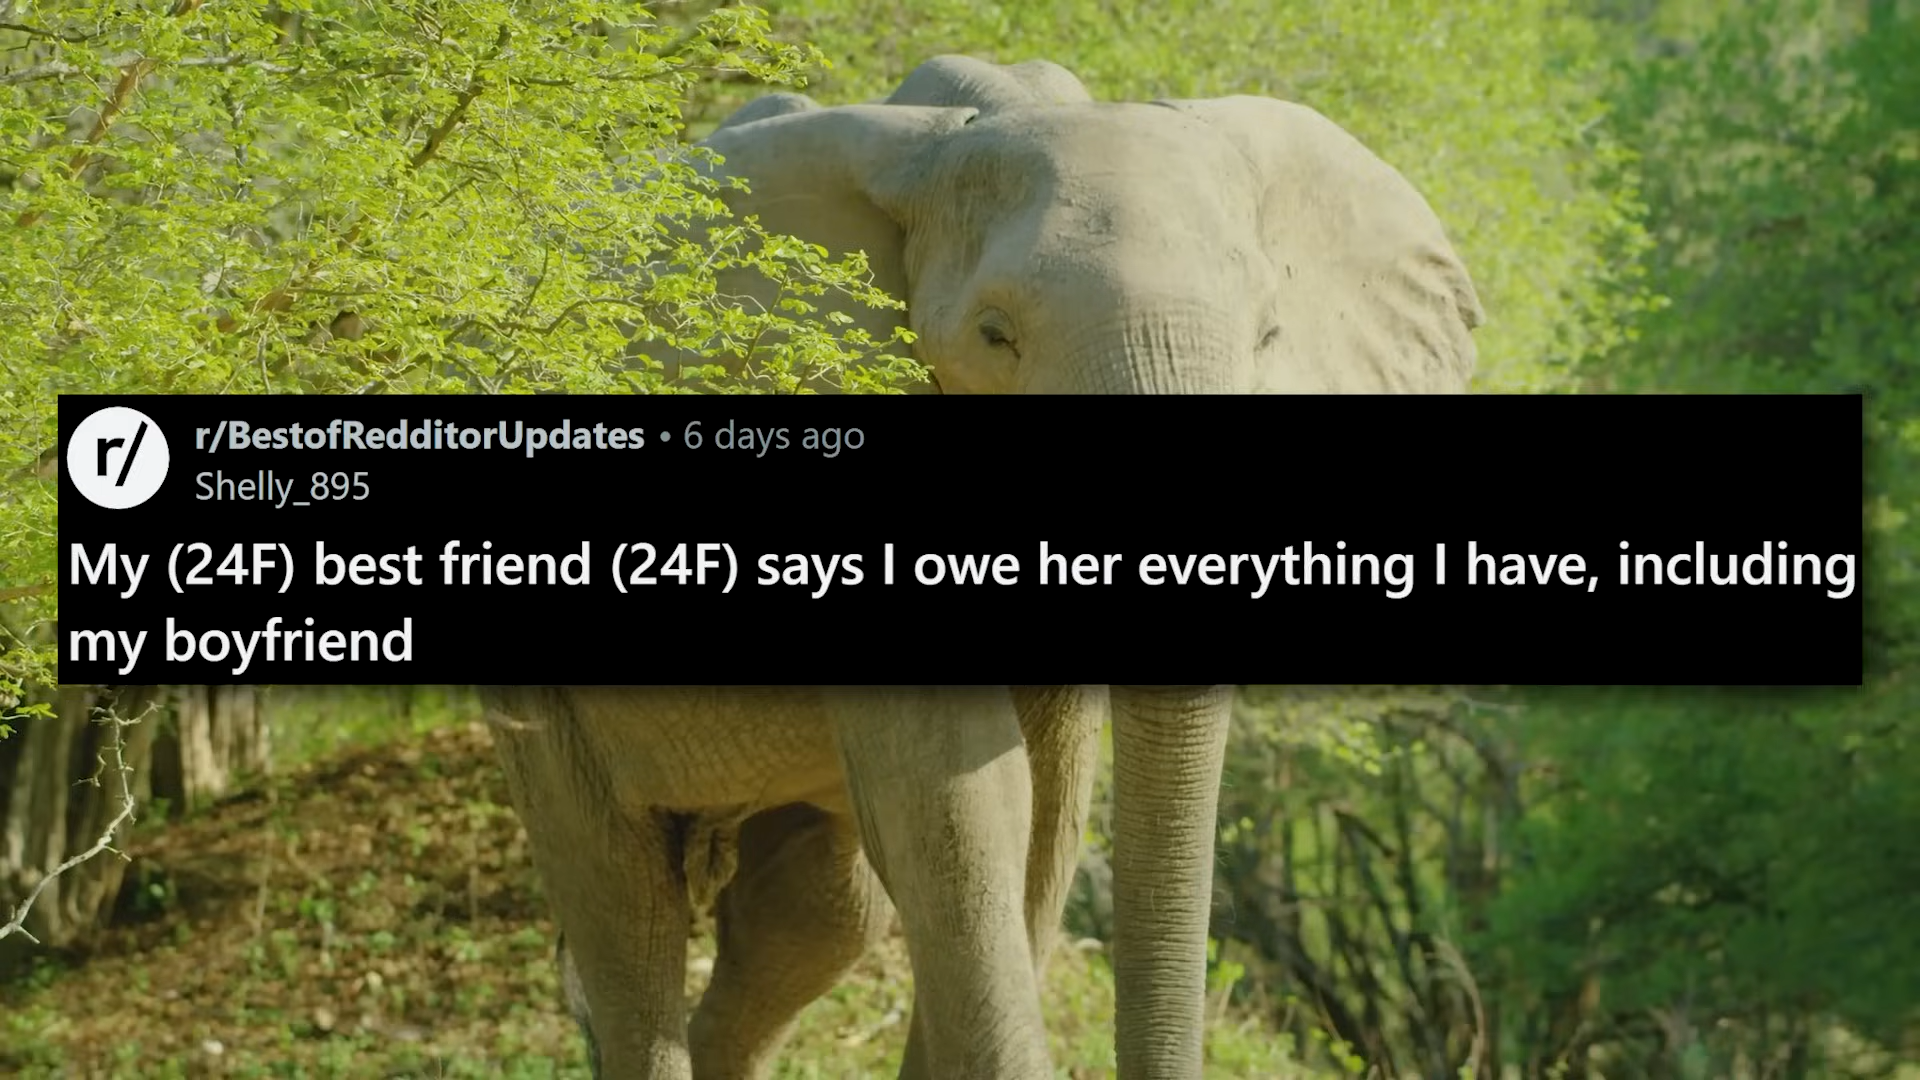 r/
r/BestofRedditorUpdates • 6 days ago
Shelly_895
My (24F) best friend (24F) says I owe her everything I have, including
my boyfriend